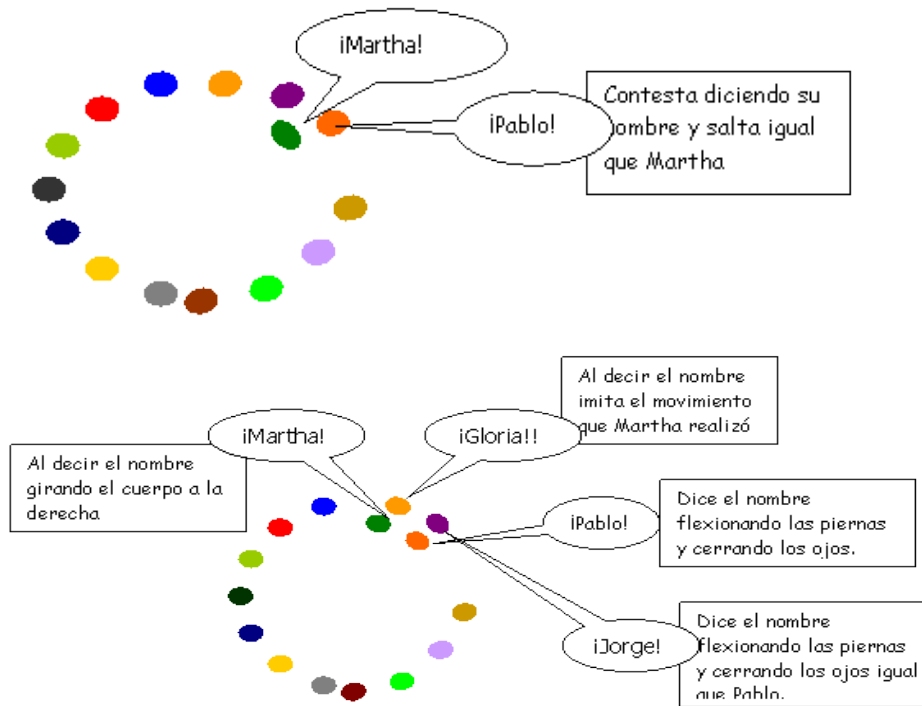 ¡Martha!
¡Pablo!
Contesta diciendo su
nombre y salta igual
que Martha
Al decir el nombre
imita el movimiento
que Martha realizó
¡Martha!
¡Gloria!!
Al decir el nombre
girando el cuerpo a la
derecha
¡Pablo!
Dice el nombre
flexionando las piernas
y cerrando los ojos.
¡Jorge!
Dice el nombre
flexionando las piernas
y cerrando los ojos igual
que Pablo.